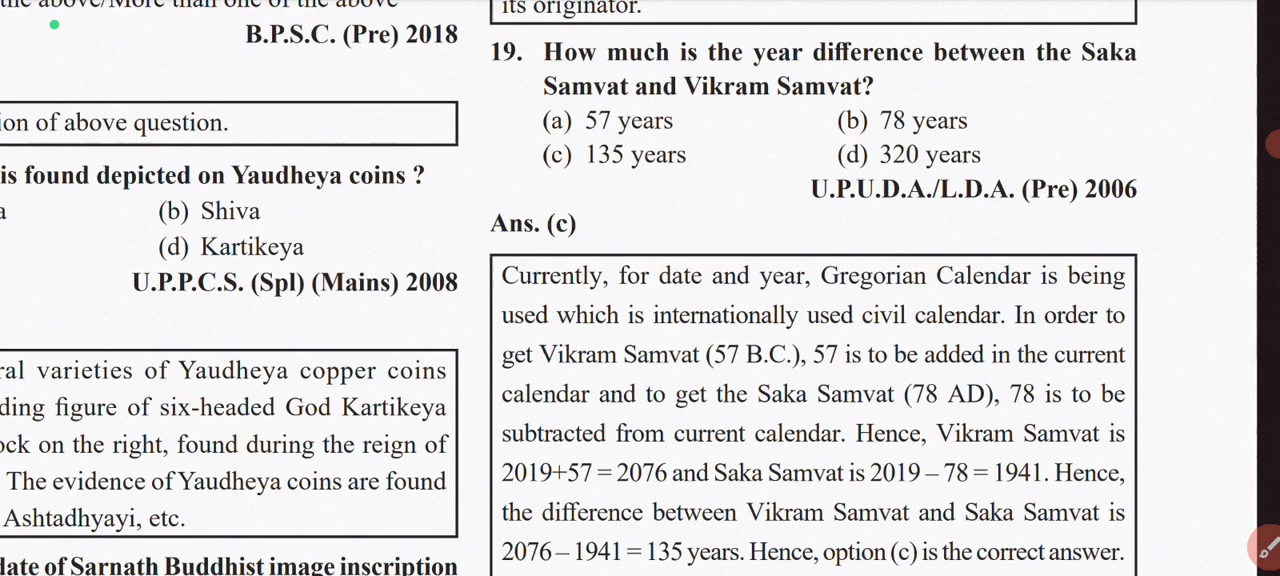 the above/More than one of the above
B.P.S.C. (Pre) 2018
ion of above question.
is found depicted on Yaudheya coins ?
a
(b) Shiva
(d) Kartikeya
U.P.P.C.S. (Spl) (Mains) 2008
ral varieties of Yaudheya copper coins
ding figure of six-headed God Kartikeya
ock on the right, found during the reign of
The evidence of Yaudheya coins are found
Ashtadhyayi, etc.
date of Sarnath Buddhist image inscription
its originator.
19. How much is the year difference between the Saka
Samvat and Vikram Samvat?
(a) 57 years (b) 78 years
(c) 135 years (d) 320 years
U.P.U.D.A./L.D.A. (Pre) 2006
Ans. (c)
Currently, for date and year, Gregorian Calendar is being
used which is internationally used civil calendar. In order to
get Vikram Samvat (57 B.C.), 57 is to be added in the current
calendar and to get the Saka Samvat (78 AD), 78 is to be
subtracted from current calendar. Hence, Vikram Samvat is
2019+57 = 2076 and Saka Samvat is 2019 – 78 = 1941. Hence,
the difference between Vikram Samvat and Saka Samvat is
2076 – 1941 = 135 years. Hence, option (c) is the correct answer.